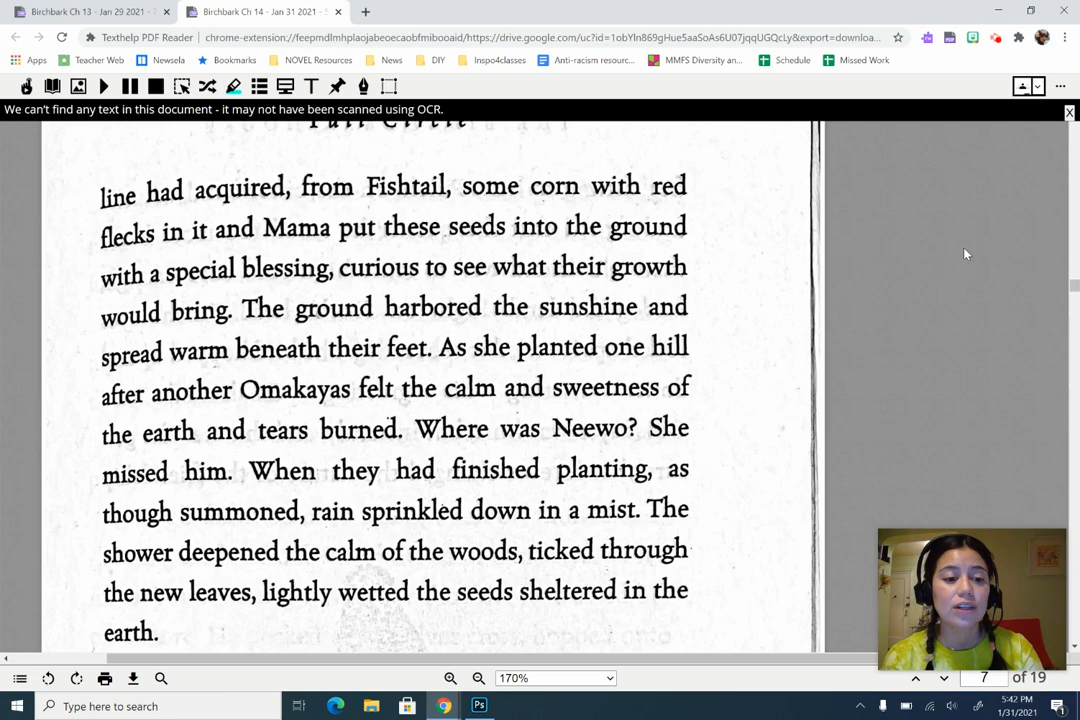 Birchbark Ch 13 - Jan 29 2021 -
Birchbark Ch 14 - Jan 31 2021 -
Texthelp PDF Reader | chrome-extension://feepmdlmhplaojabeoecaobfmibooaid/https://drive.google.com/uc?id=1obYIn869gHue5aaSoAs6U07jqqUGQcLy&export=downloa...
Apps Teacher Web Newsela Bookmarks NOVEL Resources News DIY Inspo4classes Anti-racism resourc... MMFS Diversity an... Schedule Missed Work
We can't find any text in this document - it may not have been scanned using OCR. X
Full Circle
line had acquired, from Fishtail, some corn with red
flecks in it and Mama put these seeds into the ground
with a special blessing, curious to see what their growth
would bring. The ground harbored the sunshine and
spread warm beneath their feet. As she planted one hill
after another Omakayas felt the calm and sweetness of
the earth and tears burned. Where was Neewo? She
missed him. When they had finished planting, as
though summoned, rain sprinkled down in a mist. The
shower deepened the calm of the woods, ticked through
the new leaves, lightly wetted the seeds sheltered in the
earth.
170%
7 of 19
Type here to search
Ps
5:42 PM
1/31/2021